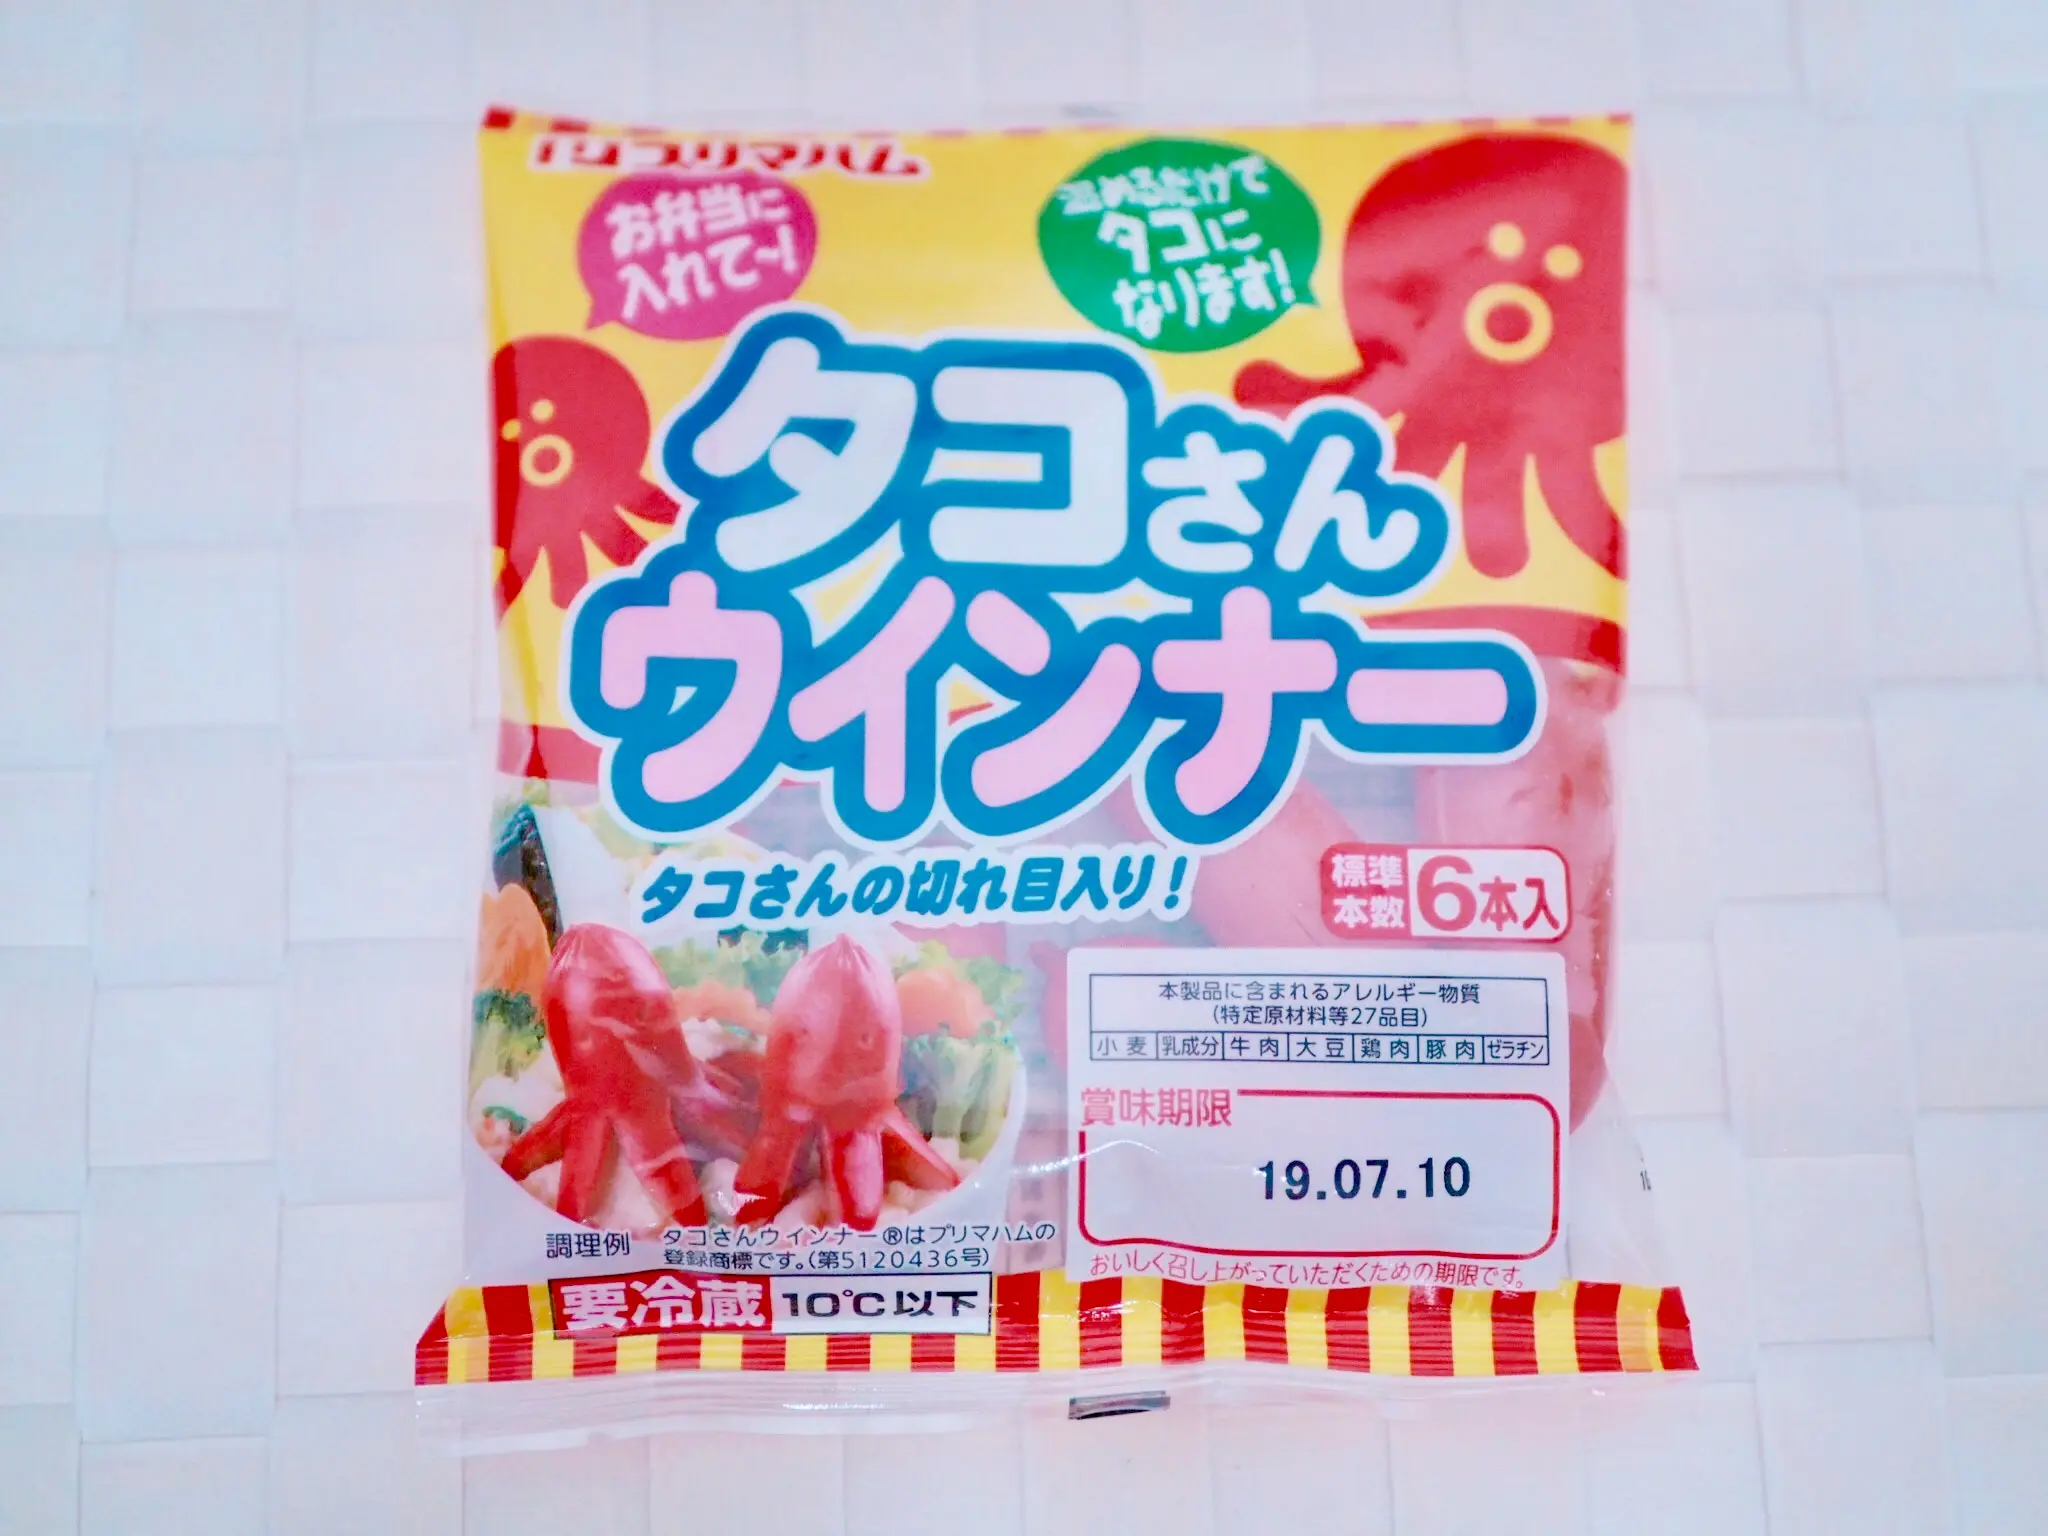 プリマハム
お弁当に
入れて～!
温めるだけで
タコに
なります!
タコさん
ウインナー
タコさんの切れ目入り!
標準
本数
6本入
本製品に含まれるアレルギー物質
(特定原材料等27品目)
小麦 乳成分 牛肉 大豆 鶏肉 豚肉 ゼラチン
賞味期限
19.07.10
おいしく召し上がっていただくための期限です。
調理例
タコさんウインナー®はプリマハムの
登録商標です。(第5120436号)
要冷蔵 10℃以下